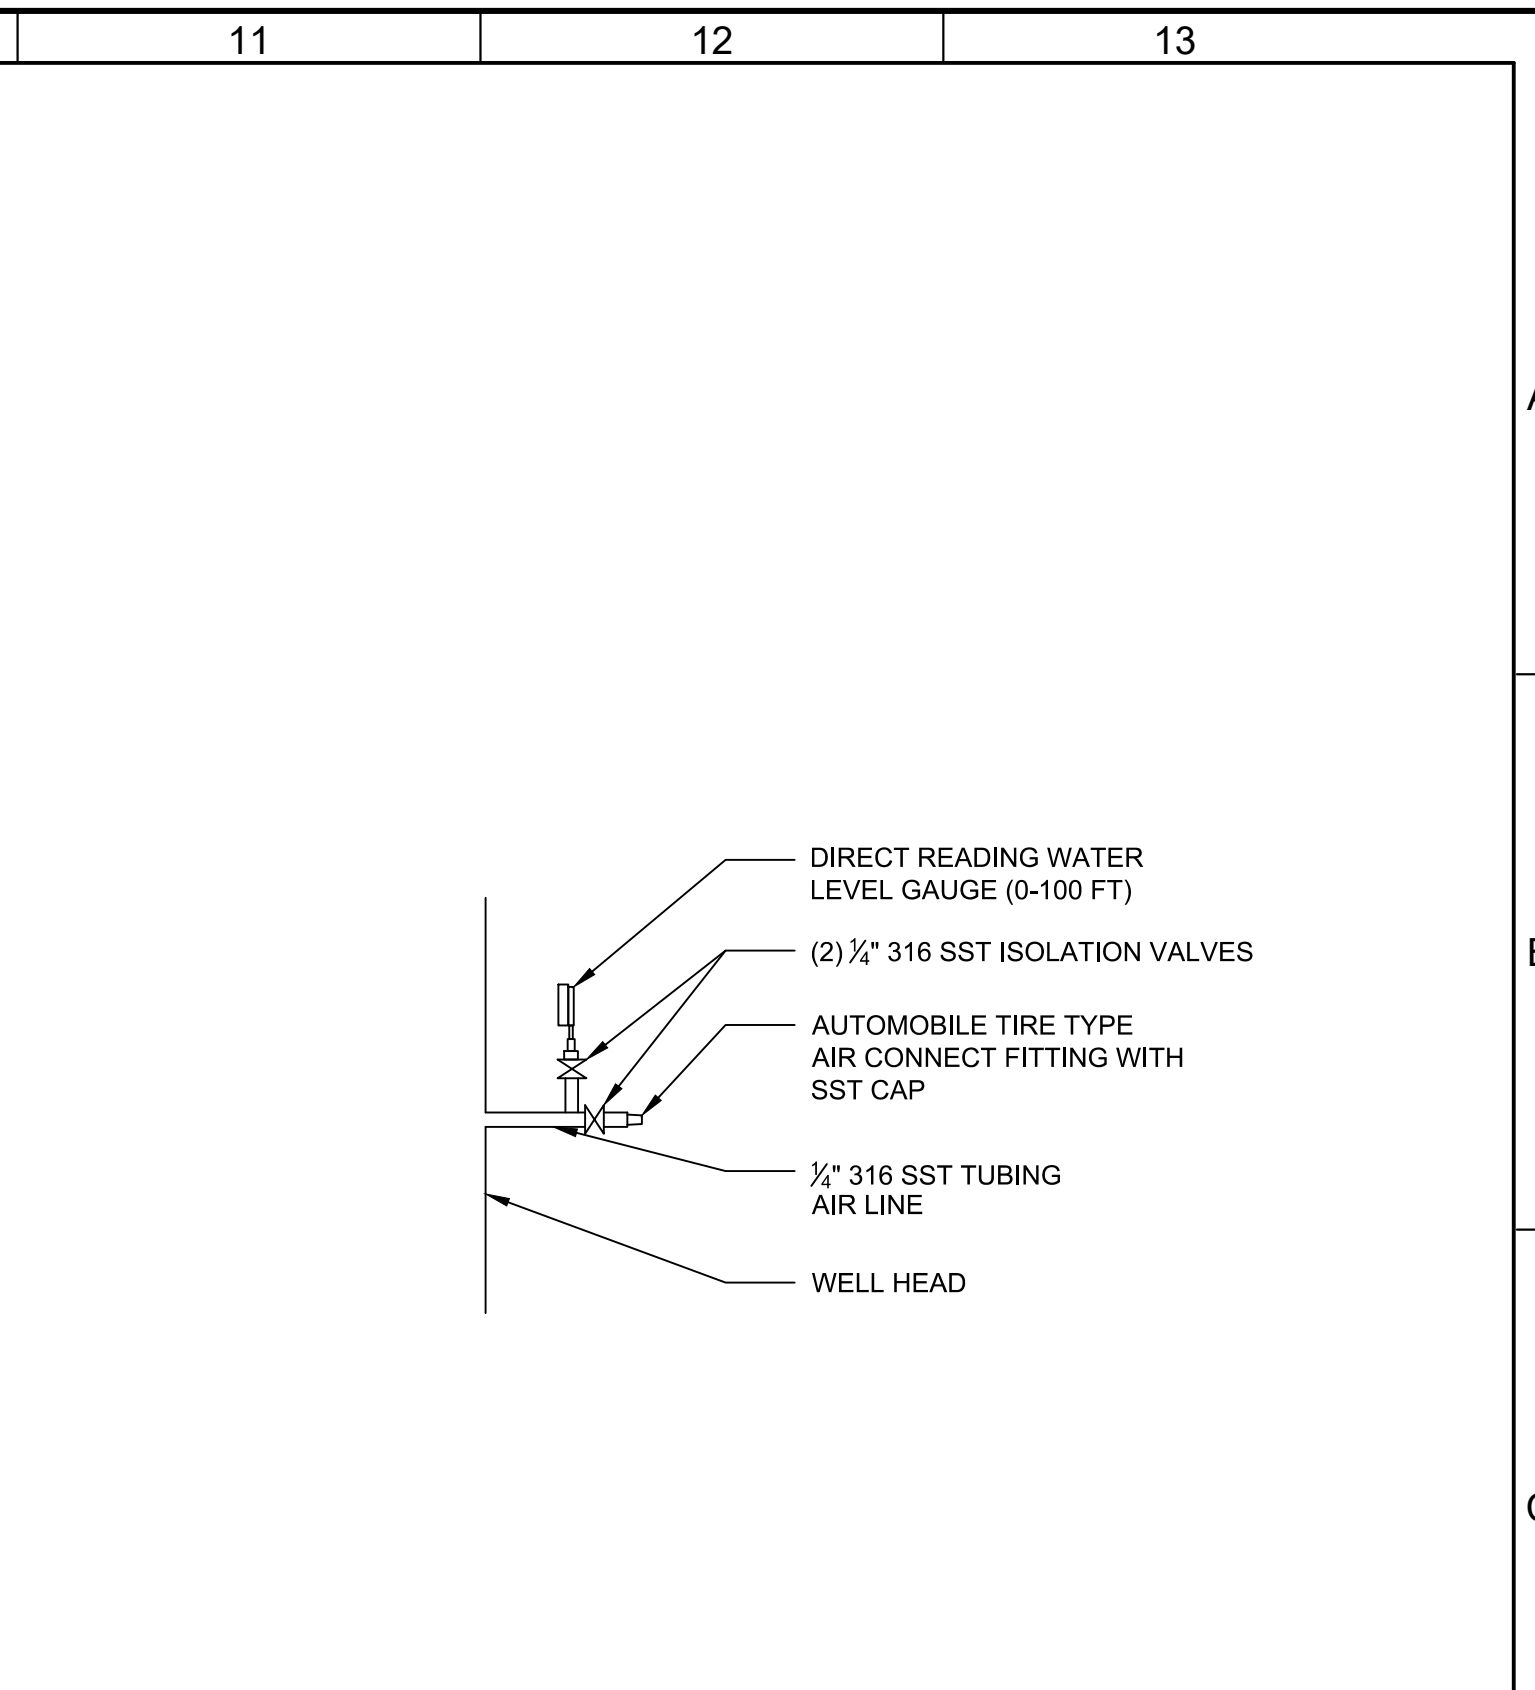 11 12 13
A
DIRECT READING WATER
LEVEL GAUGE (0-100 FT)
(2) ¼" 316 SST ISOLATION VALVES
AUTOMOBILE TIRE TYPE
AIR CONNECT FITTING WITH
SST CAP
¼" 316 SST TUBING
AIR LINE
WELL HEAD